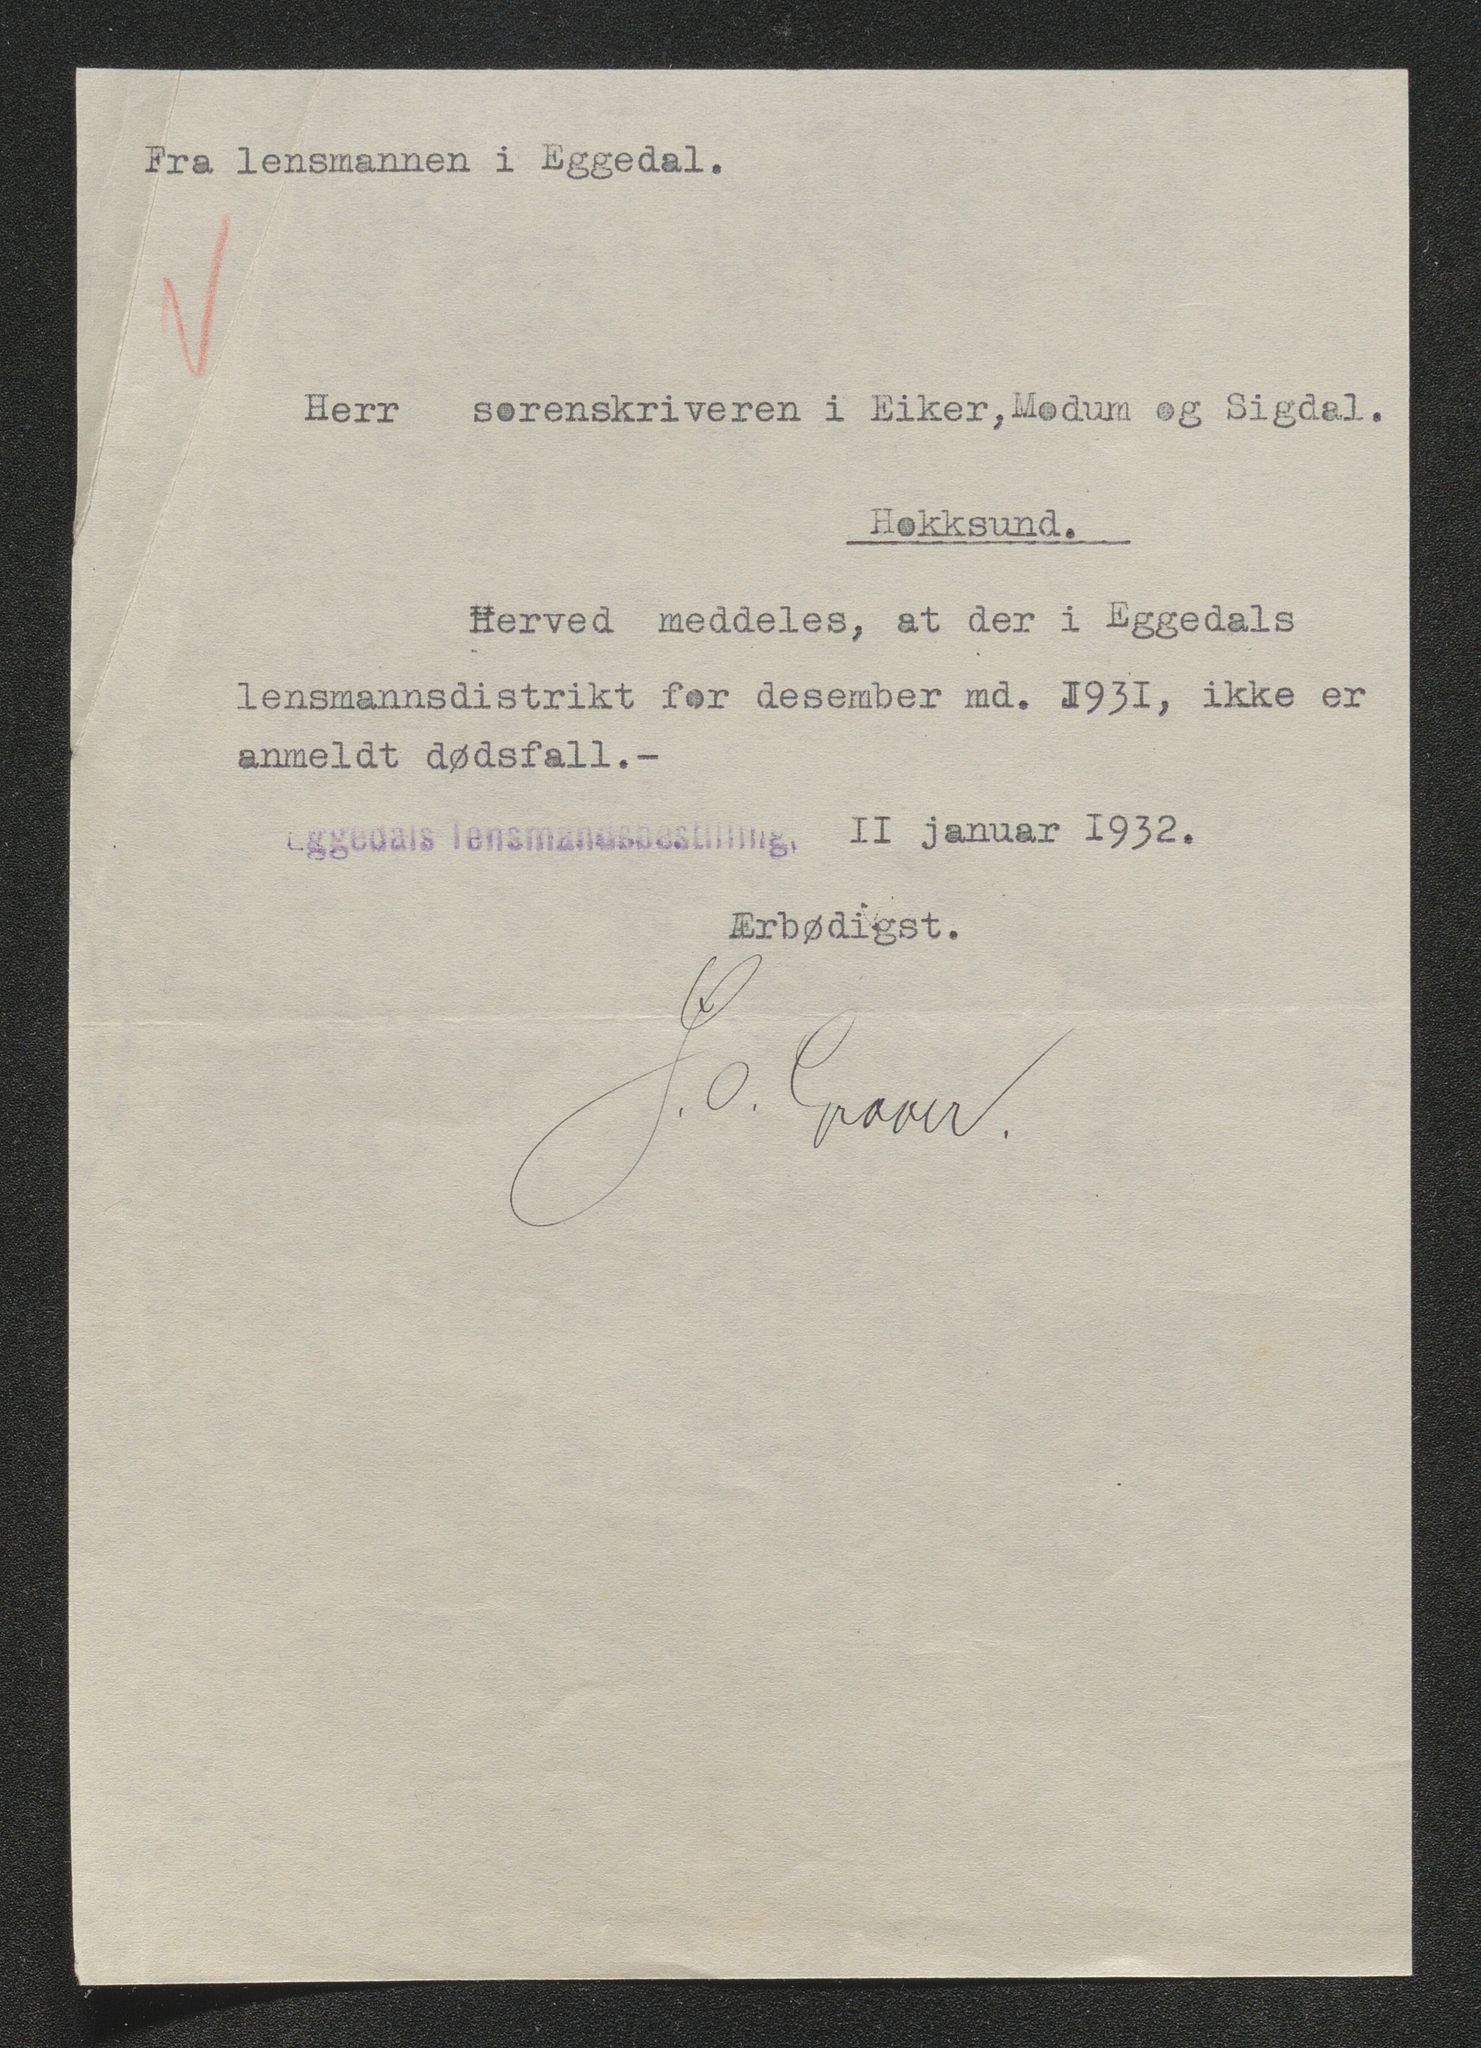 Fra lensmannen i Eggedal.
Herr sorenskriveren i Eiker, Modum og Sigdal.
Hokksund.
Herved meddeles, at der i Eggedals
lensmannsdistrikt for desember md. 1931, ikke er
anmeldt dødsfall.-
Eggedals lensmandsbestilling, 11 januar 1932.
Ærbødigst.